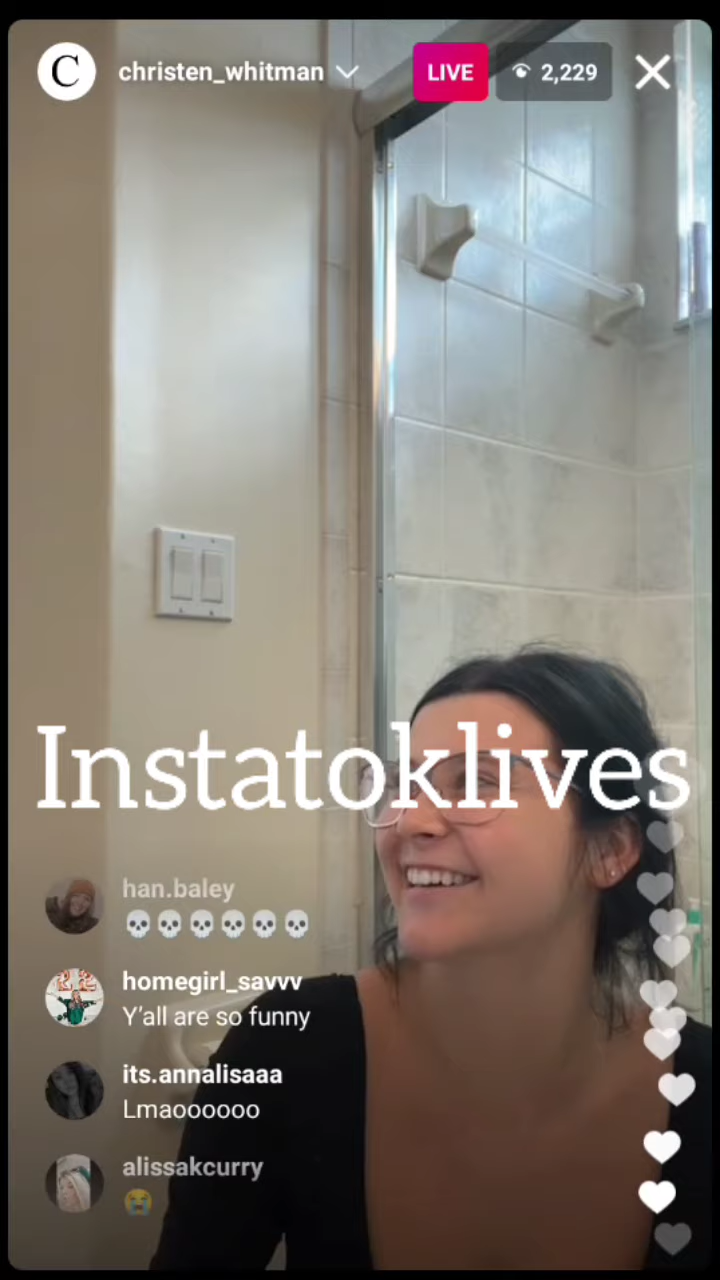 C christen_whitman LIVE 2,229
Instatoklives
han.baley
💀💀💀💀💀💀
homegirl_savvv
Y'all are so funny
its.annalisaaa
Lmaoooooo
alissakcurry
😭